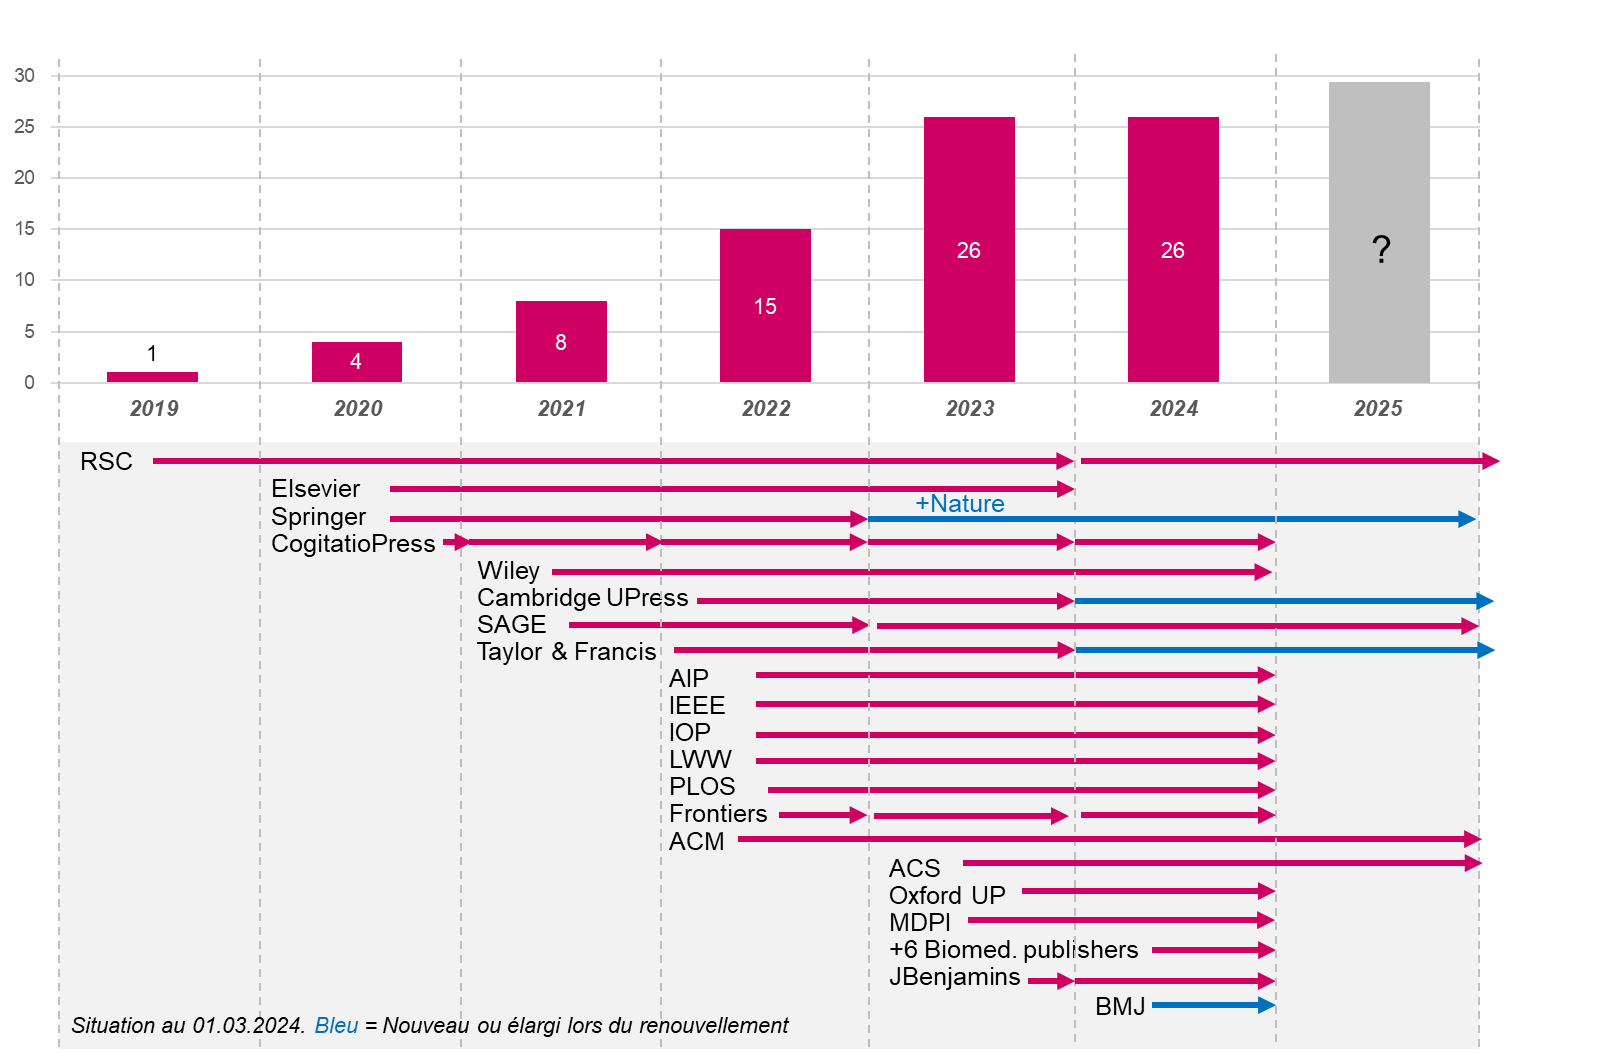 30
25
20
15
10
5
0
1
4
8
15
26
26
?
2019 2020 2021 2022 2023 2024 2025
RSC
Elsevier
+Nature
Springer
CogitatioPress
Wiley
Cambridge UPress
SAGE
Taylor & Francis
AIP
IEEE
IOP
LWW
PLOS
Frontiers
ACM
ACS
Oxford UP
MDPI
+6 Biomed. publishers
JBenjamins
BMJ
Situation au 01.03.2024. Bleu = Nouveau ou élargi lors du renouvellement